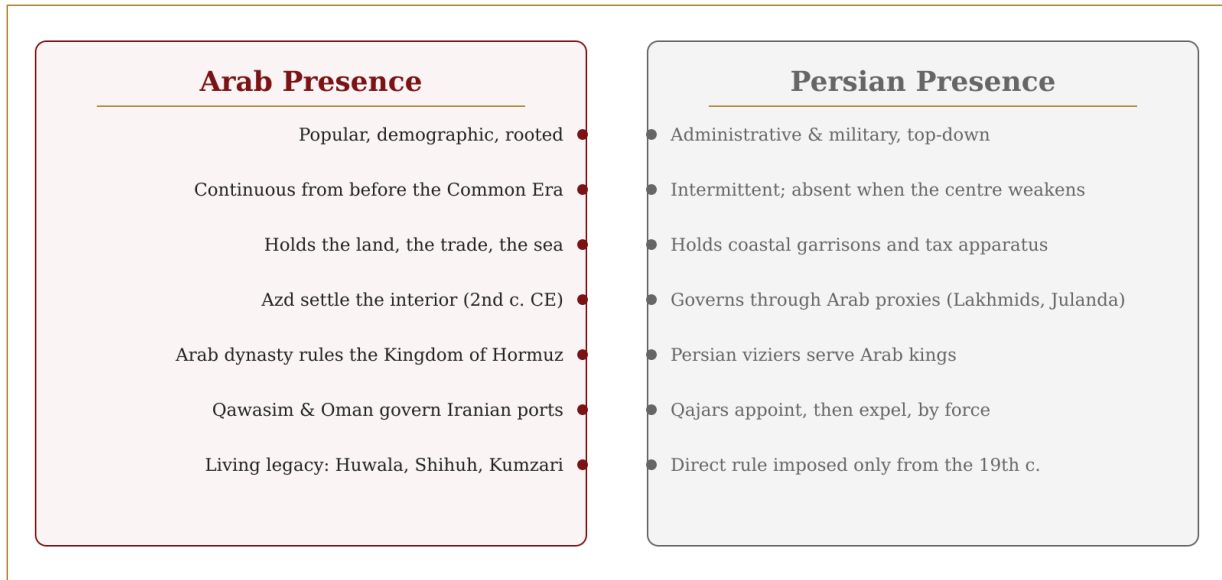 Arab Presence
Popular, demographic, rooted
Continuous from before the Common Era
Holds the land, the trade, the sea
Azd settle the interior (2nd c. CE)
Arab dynasty rules the Kingdom of Hormuz
Qawasim & Oman govern Iranian ports
Living legacy: Huwala, Shihuh, Kumzari
Persian Presence
Administrative & military, top-down
Intermittent; absent when the centre weakens
Holds coastal garrisons and tax apparatus
Governs through Arab proxies (Lakhmids, Julanda)
Persian viziers serve Arab kings
Qajars appoint, then expel, by force
Direct rule imposed only from the 19th c.